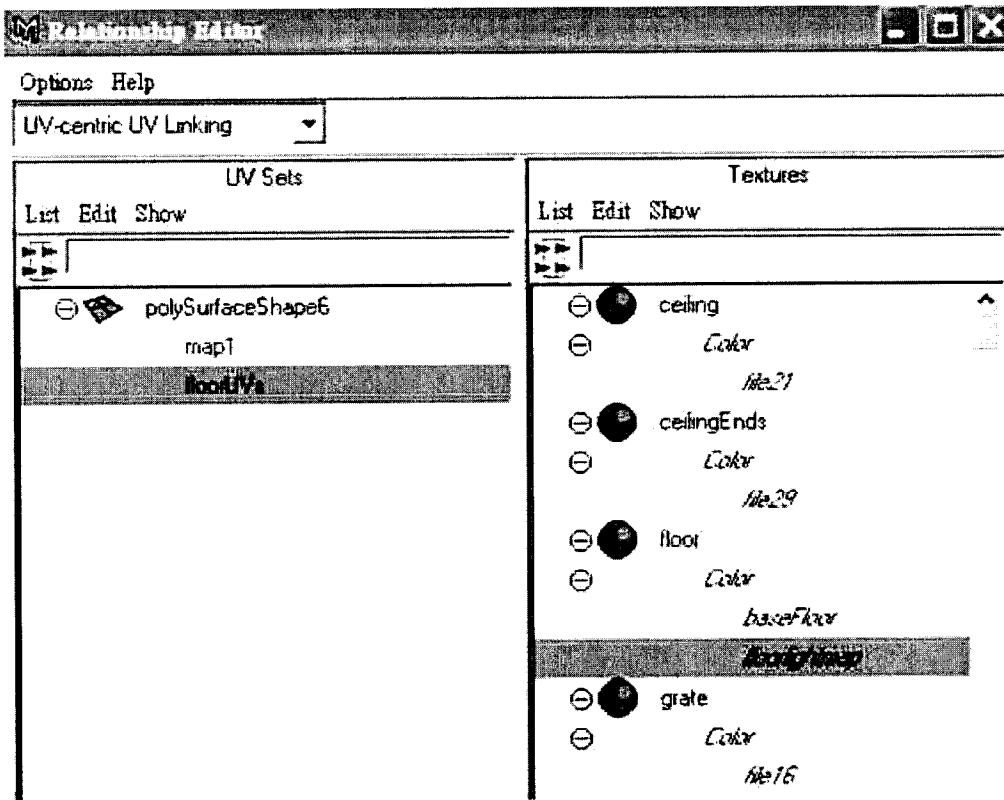 Relationship Editor
Options Help
UV-centric UV Linking
UV Sets
List Edit Show
polySurfaceShape6
map1
floorUVs
Textures
List Edit Show
ceiling
Color
file21
ceilingEnds
Color
file29
floor
Color
baseFloor
floorlightmap
grate
Color
file16